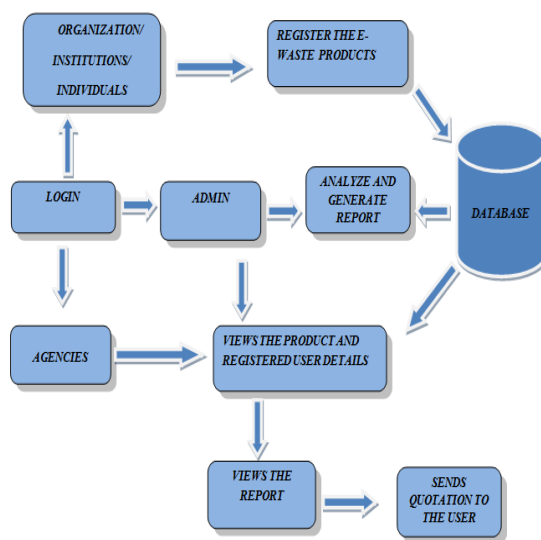 ORGANIZATION/
INSTITUTIONS/
INDIVIDUALS
REGISTER THE E-
WASTE PRODUCTS
LOGIN
ADMIN
ANALYZE AND
GENERATE
REPORT
DATABASE
AGENCIES
VIEWS THE PRODUCT AND
REGISTERED USER DETAILS
VIEWS THE
REPORT
SENDS
QUOTATION TO
THE USER